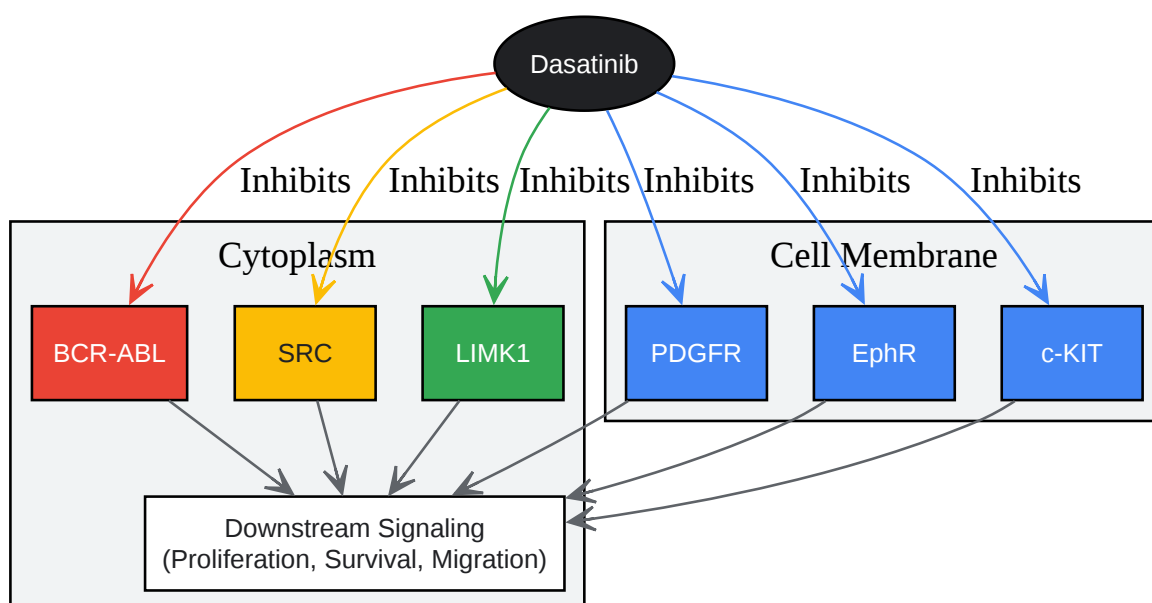 Dasatinib
Inhibits
Inhibits
Inhibits
Inhibits
Inhibits
Inhibits
Cytoplasm
Cell Membrane
BCR-ABL
SRC
LIMK1
PDGFR
EphR
c-KIT
Downstream Signaling
(Proliferation, Survival, Migration)